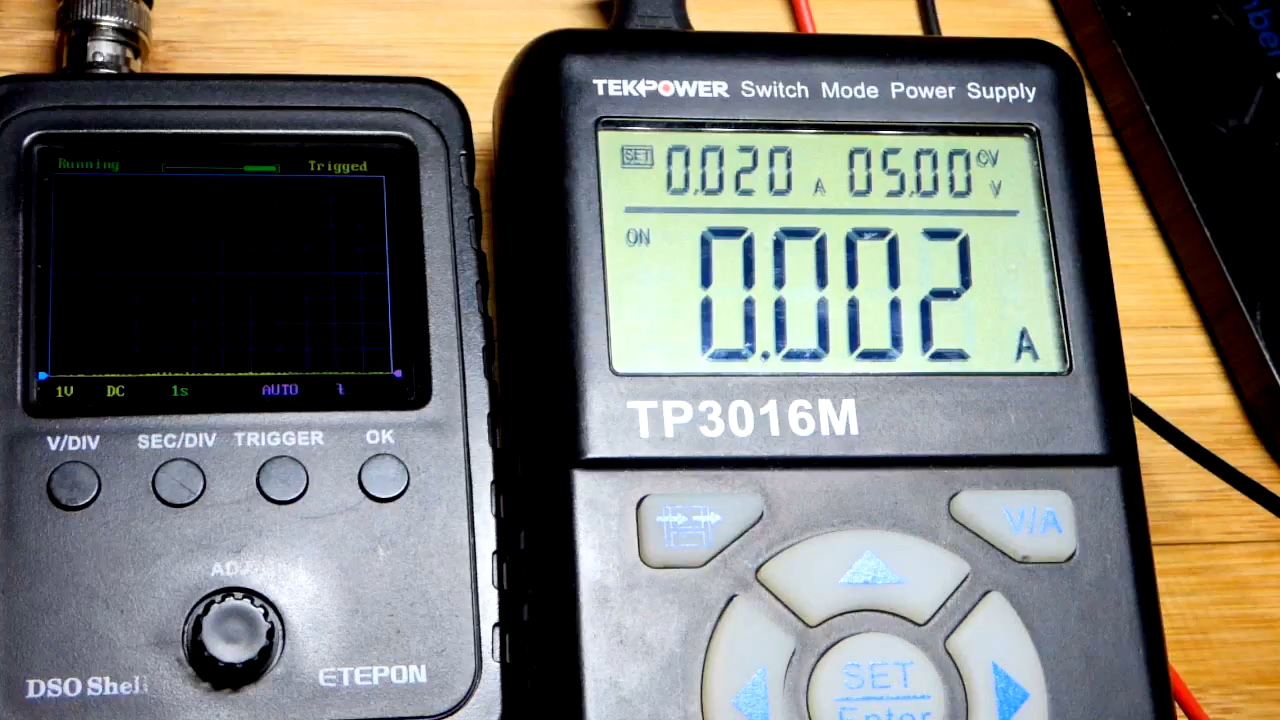 TEKPOWER Switch Mode Power Supply
Running Trigged
SET 0.020 A 05.00 CV V
ON 0.002 A
1V DC 1s AUTO
TP3016M
V/DIV SEC/DIV TRIGGER OK
V/A
DSO Shell
ETEPON
SET
Enter